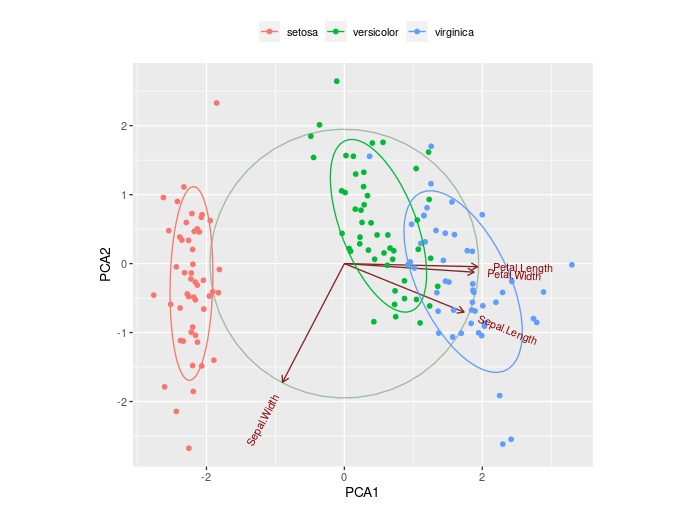 setosa versicolor virginica
PCA2
2
1
0
-1
-2
Petal.Length
Petal.Width
Sepal.Length
Sepal.Width
-2 0 2
PCA1